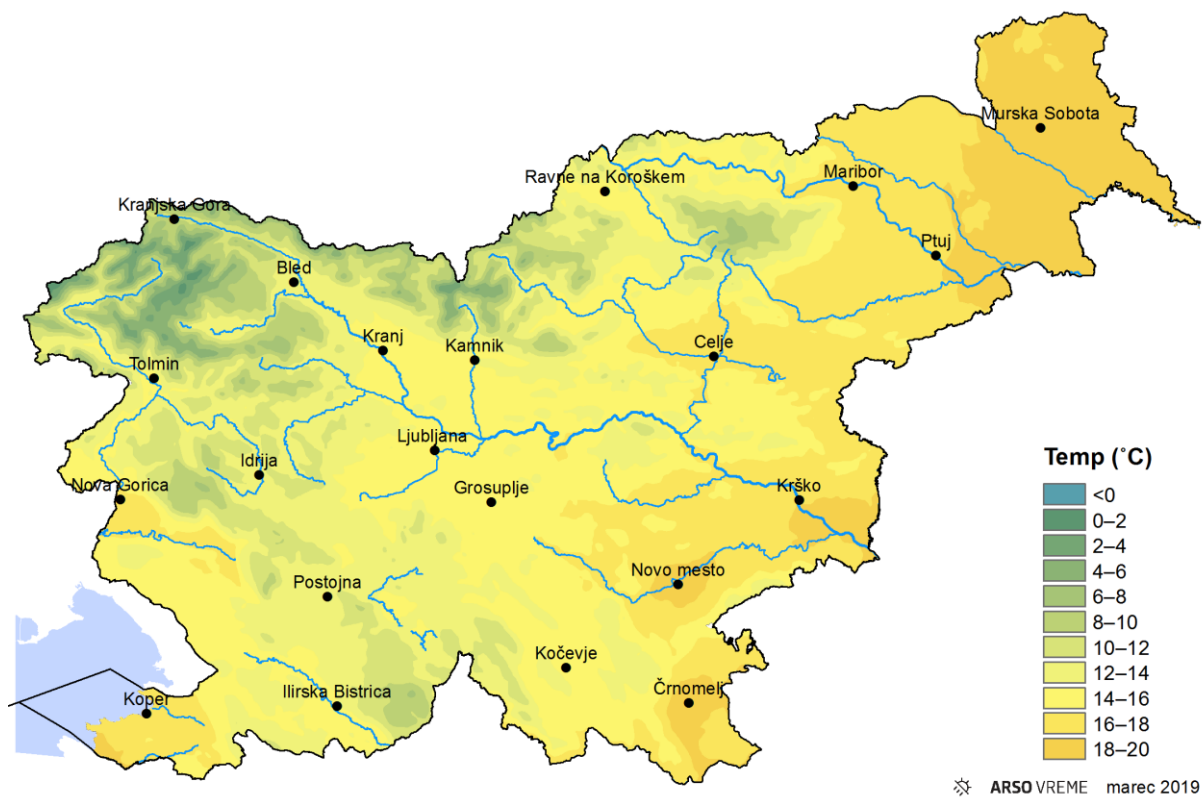 Murska Sobota
Ravne na Koroškem
Maribor
Kranjska Gora
Ptuj
Bled
Kranj
Kamnik
Celje
Tolmin
Ljubljana
Idrija
Nova Gorica
Grosuplje
Krško
Postojna
Novo mesto
Kočevje
Ilirska Bistrica
Črnomelj
Koper
Temp (°C)
<0
0–2
2–4
4–6
6–8
8–10
10–12
12–14
14–16
16–18
18–20
ARSO VREME marec 2019